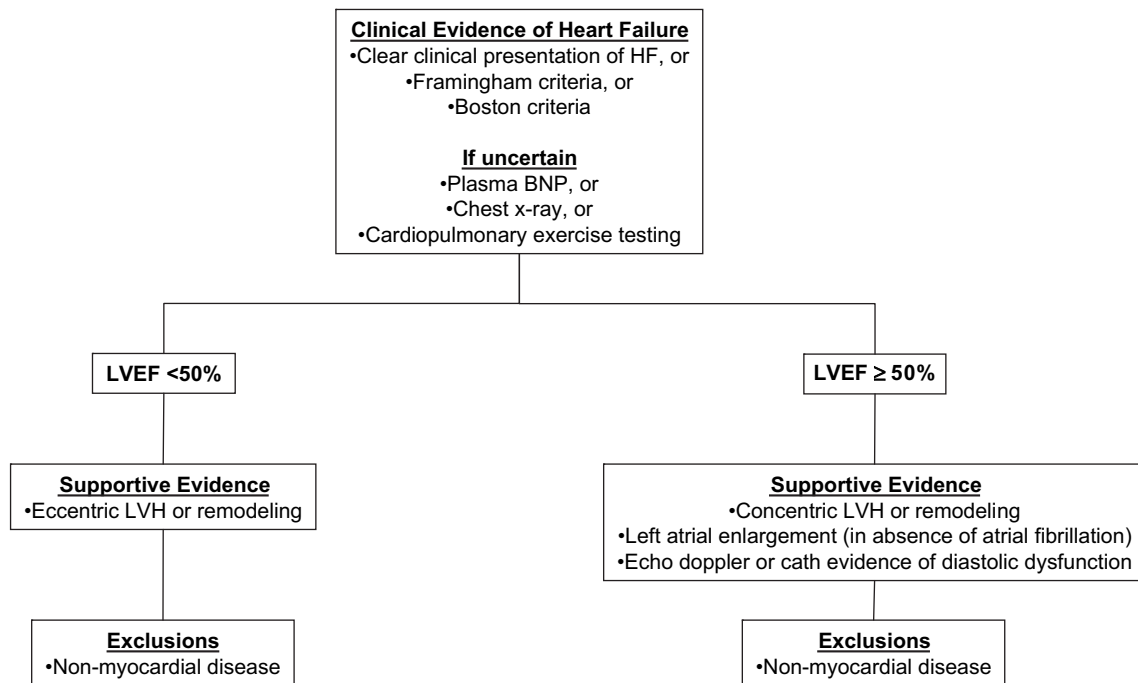 Clinical Evidence of Heart Failure
•Clear clinical presentation of HF, or
•Framingham criteria, or
•Boston criteria
If uncertain
•Plasma BNP, or
•Chest x-ray, or
•Cardiopulmonary exercise testing
LVEF <50%
LVEF ≥ 50%
Supportive Evidence
•Eccentric LVH or remodeling
Supportive Evidence
•Concentric LVH or remodeling
•Left atrial enlargement (in absence of atrial fibrillation)
•Echo doppler or cath evidence of diastolic dysfunction
Exclusions
•Non-myocardial disease
Exclusions
•Non-myocardial disease